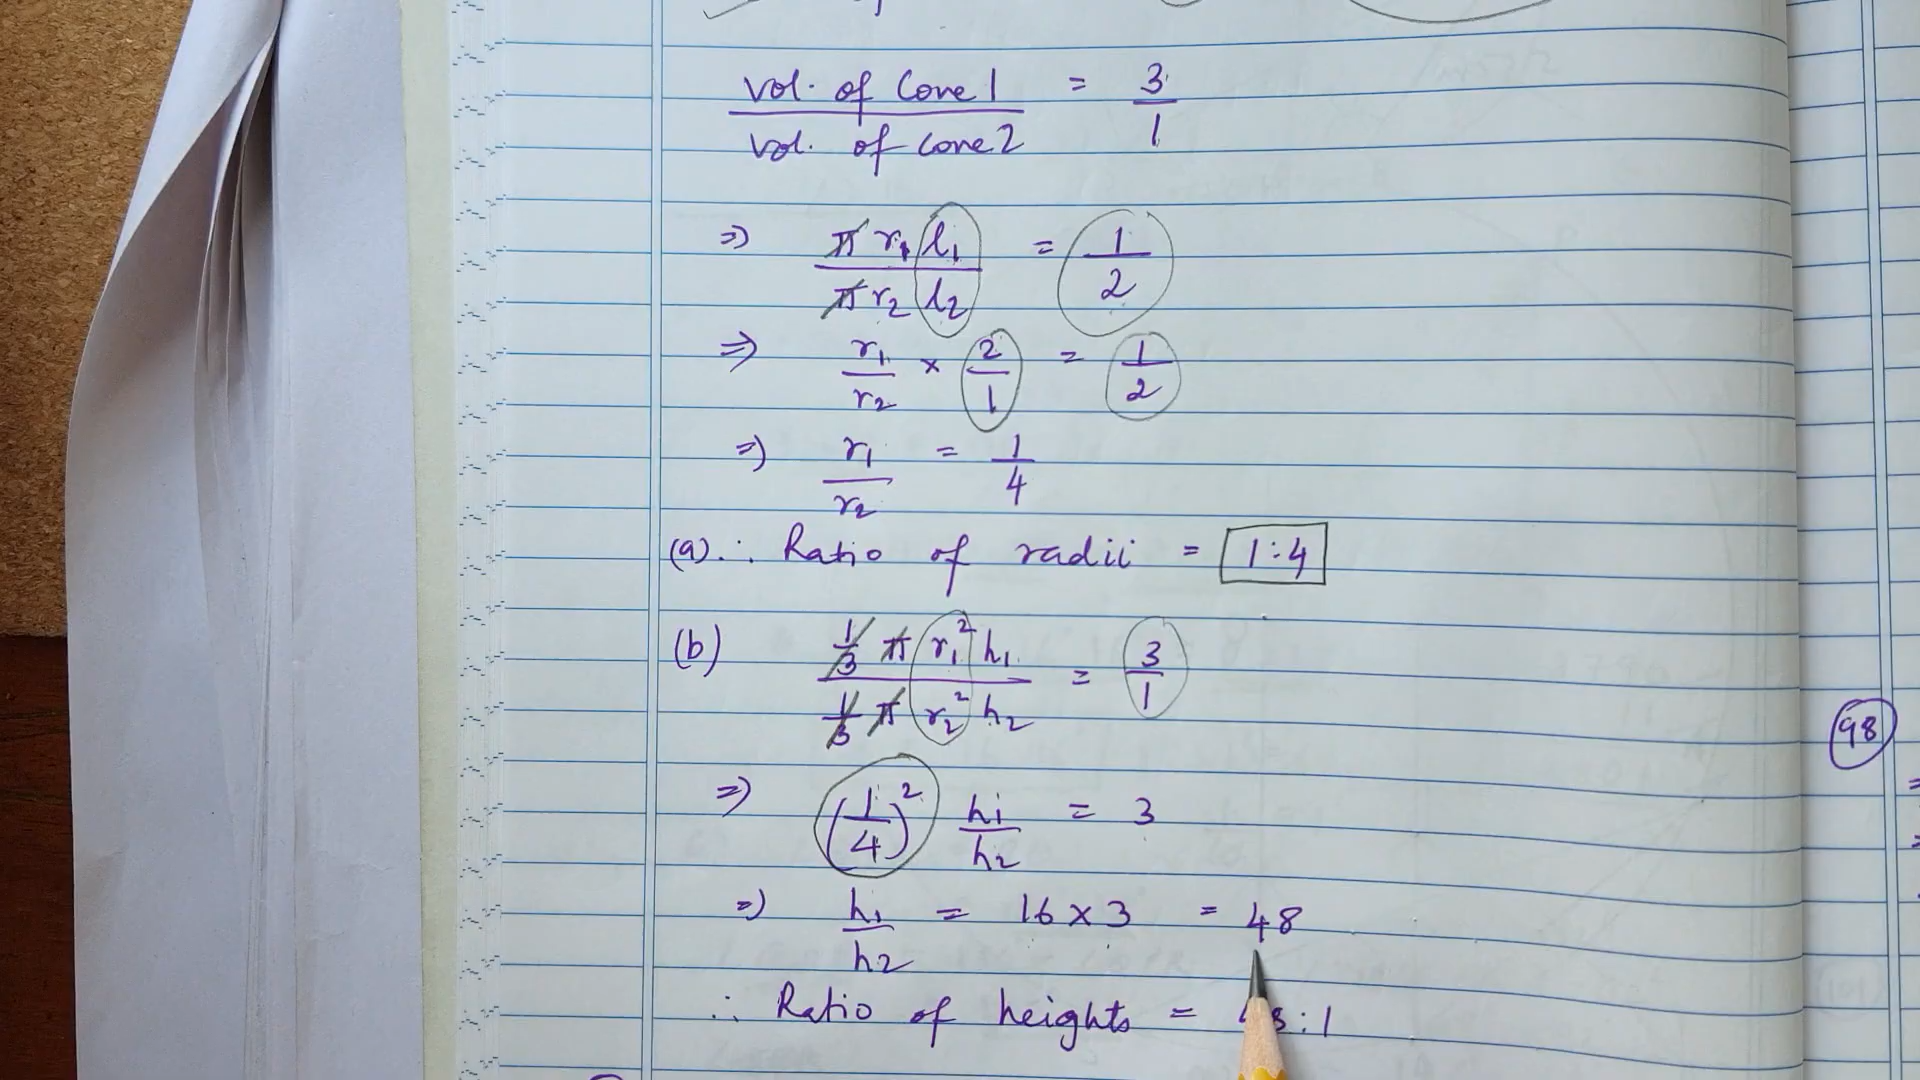 vol. of Cone 1 / vol. of cone 2 = 3/1
⇒ π r₁ l₁ / π r₂ l₂ = 1/2
⇒ r₁/r₂ × 2/1 = 1/2
⇒ r₁/r₂ = 1/4
(a) ∴ Ratio of radii = 1:4
(b) 1/3 π r₁² h₁ / 1/3 π r₂² h₂ = 3/1
⇒ (1/4)² h₁/h₂ = 3
⇒ h₁/h₂ = 16 × 3 = 48
∴ Ratio of heights = 48 : 1
98